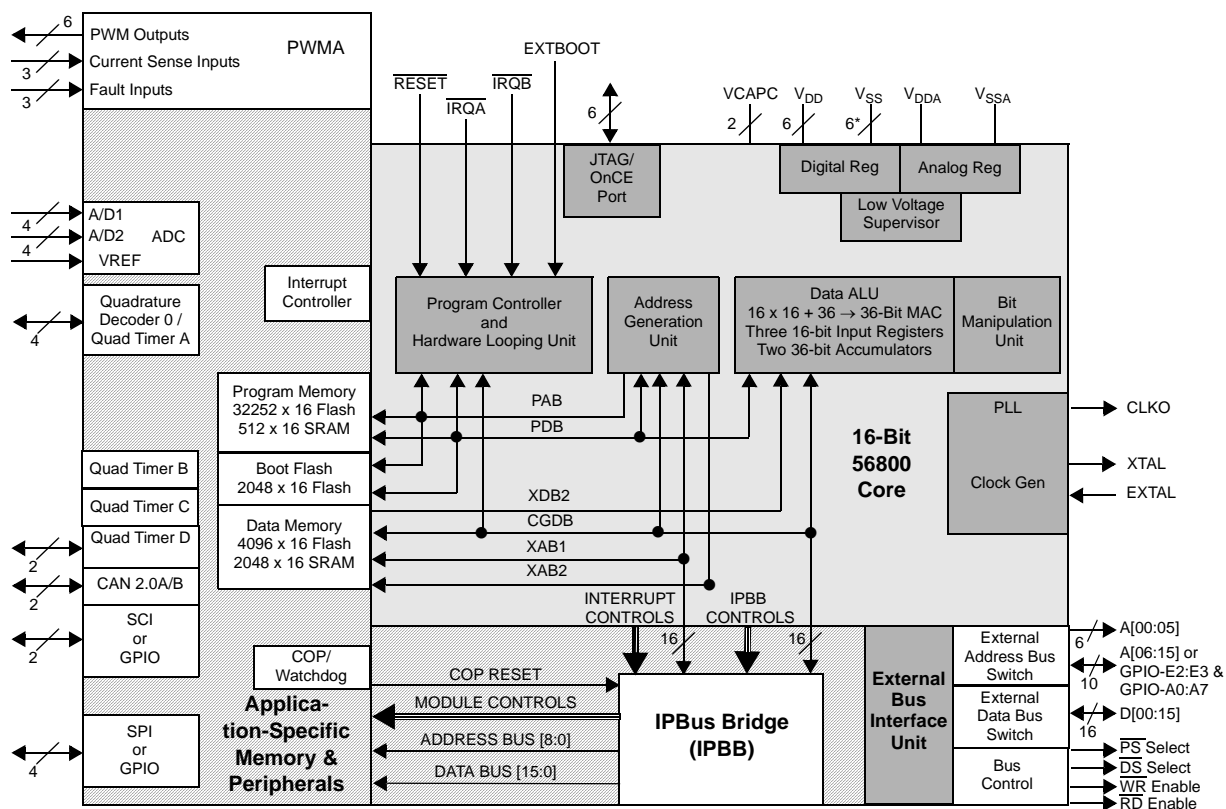 6
PWM Outputs
PWMA
Current Sense Inputs
3
Fault Inputs
3
RESET
IRQA
IRQB
EXTBOOT
6
VCAPC
2
VDD
6
VSS
6*
VDDA
VSSA
JTAG/
OnCE
Port
Digital Reg
Analog Reg
Low Voltage
Supervisor
A/D1
4
A/D2
ADC
4
VREF
Interrupt
Controller
Quadrature
Decoder 0 /
Quad Timer A
4
Program Controller
and
Hardware Looping Unit
Address
Generation
Unit
Data ALU
16 x 16 + 36 → 36-Bit MAC
Three 16-bit Input Registers
Two 36-bit Accumulators
Bit
Manipulation
Unit
Program Memory
32252 x 16 Flash
512 x 16 SRAM
PAB
PDB
Boot Flash
2048 x 16 Flash
XDB2
CGDB
XAB1
XAB2
Data Memory
4096 x 16 Flash
2048 x 16 SRAM
16-Bit
56800
Core
PLL
Clock Gen
CLKO
XTAL
EXTAL
Quad Timer B
Quad Timer C
Quad Timer D
2
CAN 2.0A/B
2
SCI
or
GPIO
2
SPI
or
GPIO
4
INTERRUPT
CONTROLS
16
IPBB
CONTROLS
16
COP/
Watchdog
COP RESET
MODULE CONTROLS
ADDRESS BUS [8:0]
DATA BUS [15:0]
Applica-
tion-Specific
Memory &
Peripherals
IPBus Bridge
(IPBB)
External
Bus
Interface
Unit
External
Address Bus
Switch
External
Data Bus
Switch
Bus
Control
6
A[00:05]
10
A[06:15] or
GPIO-E2:E3 &
GPIO-A0:A7
16
D[00:15]
PS Select
DS Select
WR Enable
RD Enable